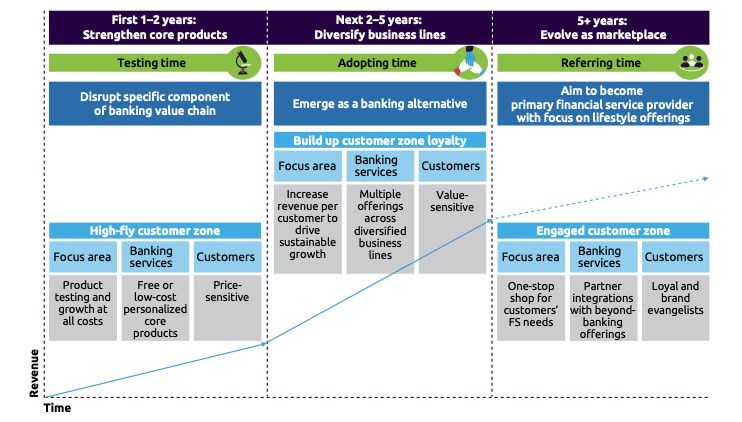 First 1–2 years:
Strengthen core products
Testing time
Disrupt specific component
of banking value chain
High-fly customer zone
Focus area
Banking
services
Customers
Product
testing and
growth at
all costs
Free or
low-cost
personalized
core
products
Price-
sensitive
Next 2–5 years:
Diversify business lines
Adopting time
Emerge as a banking alternative
Build up customer zone loyalty
Focus area
Banking
services
Customers
Increase
revenue per
customer to
drive
sustainable
growth
Multiple
offerings
across
diversified
business
lines
Value-
sensitive
5+ years:
Evolve as marketplace
Referring time
Aim to become
primary financial service provider
with focus on lifestyle offerings
Engaged customer zone
Focus area
Banking
services
Customers
One-stop
shop for
customers’
FS needs
Partner
integrations
with beyond-
banking
offerings
Loyal and
brand
evangelists
Revenue
Time